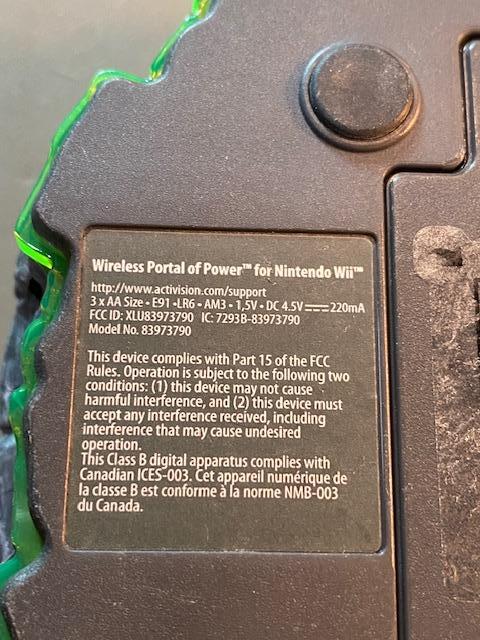 Wireless Portal of Power™ for Nintendo Wii™
http://www.activision.com/support
3 x AA Size • E91 •LR6 • AM3 • 1,5V • DC 4.5V ⎓ 220mA
FCC ID: XLU83973790 IC: 7293B-83973790
Model No. 83973790
This device complies with Part 15 of the FCC
Rules. Operation is subject to the following two
conditions: (1) this device may not cause
harmful interference, and (2) this device must
accept any interference received, including
interference that may cause undesired
operation.
This Class B digital apparatus complies with
Canadian ICES-003. Cet appareil numérique de
la classe B est conforme à la norme NMB-003
du Canada.